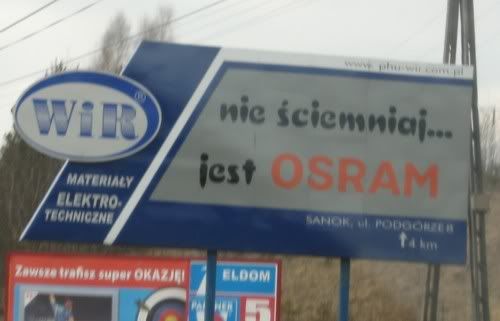 www. phu-wir.com.pl
WiR®
nie ściemniaj...
jest OSRAM
MATERIAŁY
ELEKTRO-
TECHNICZNE
SANOK, ul. PODGÓRZE 8
4 km
Zawsze trafisz super OKAZJĘ!
ELDOM
5